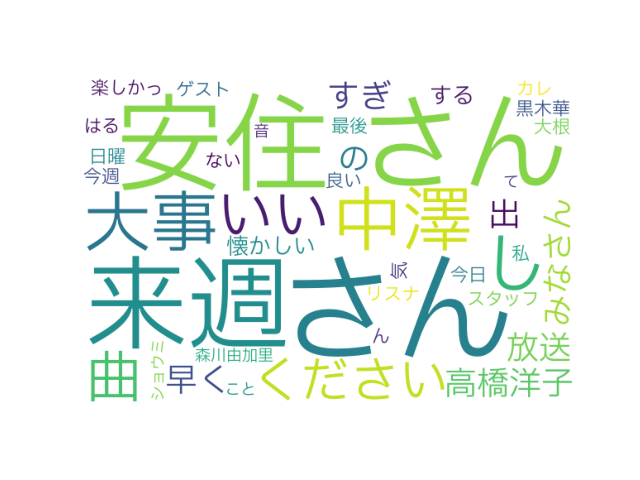 楽しかっ
ゲスト
すぎ
する
カレ
黒木華
安住さん
はる
音
最後
大根
日曜
ない
の
今週
良い
て
大事
いい
中澤
出
みなさん
懐かしい
し
私
来週
さん
返
今日
リスナ
スタッフ
ん
放送
ショウミ
森川由加里
曲
早く
こと
ください
高橋洋子